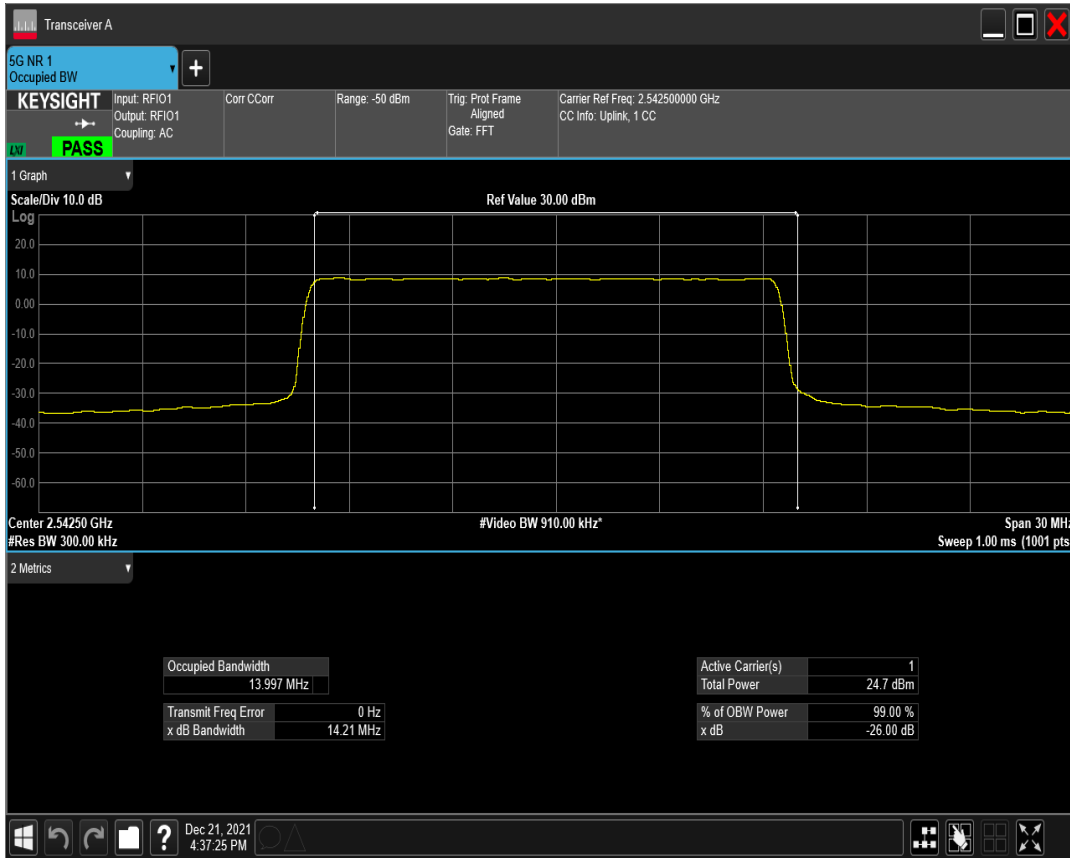 Transceiver A
5G NR 1
Occupied BW
+
KEYSIGHT
LXI
PASS
Input: RFIO1
Output: RFIO1
Coupling: AC
Corr CCorr
Range: -50 dBm
Trig: Prot Frame
Aligned
Gate: FFT
Carrier Ref Freq: 2.542500000 GHz
CC Info: Uplink, 1 CC
1 Graph
Scale/Div 10.0 dB
Ref Value 30.00 dBm
Log
20.0
10.0
0.00
-10.0
-20.0
-30.0
-40.0
-50.0
-60.0
Center 2.54250 GHz
#Video BW 910.00 kHz*
Span 30 MHz
#Res BW 300.00 kHz
Sweep 1.00 ms (1001 pts
2 Metrics
Occupied Bandwidth
13.997 MHz
Transmit Freq Error 0 Hz
x dB Bandwidth 14.21 MHz
Active Carrier(s) 1
Total Power 24.7 dBm
% of OBW Power 99.00 %
x dB -26.00 dB
?
Dec 21, 2021
4:37:25 PM